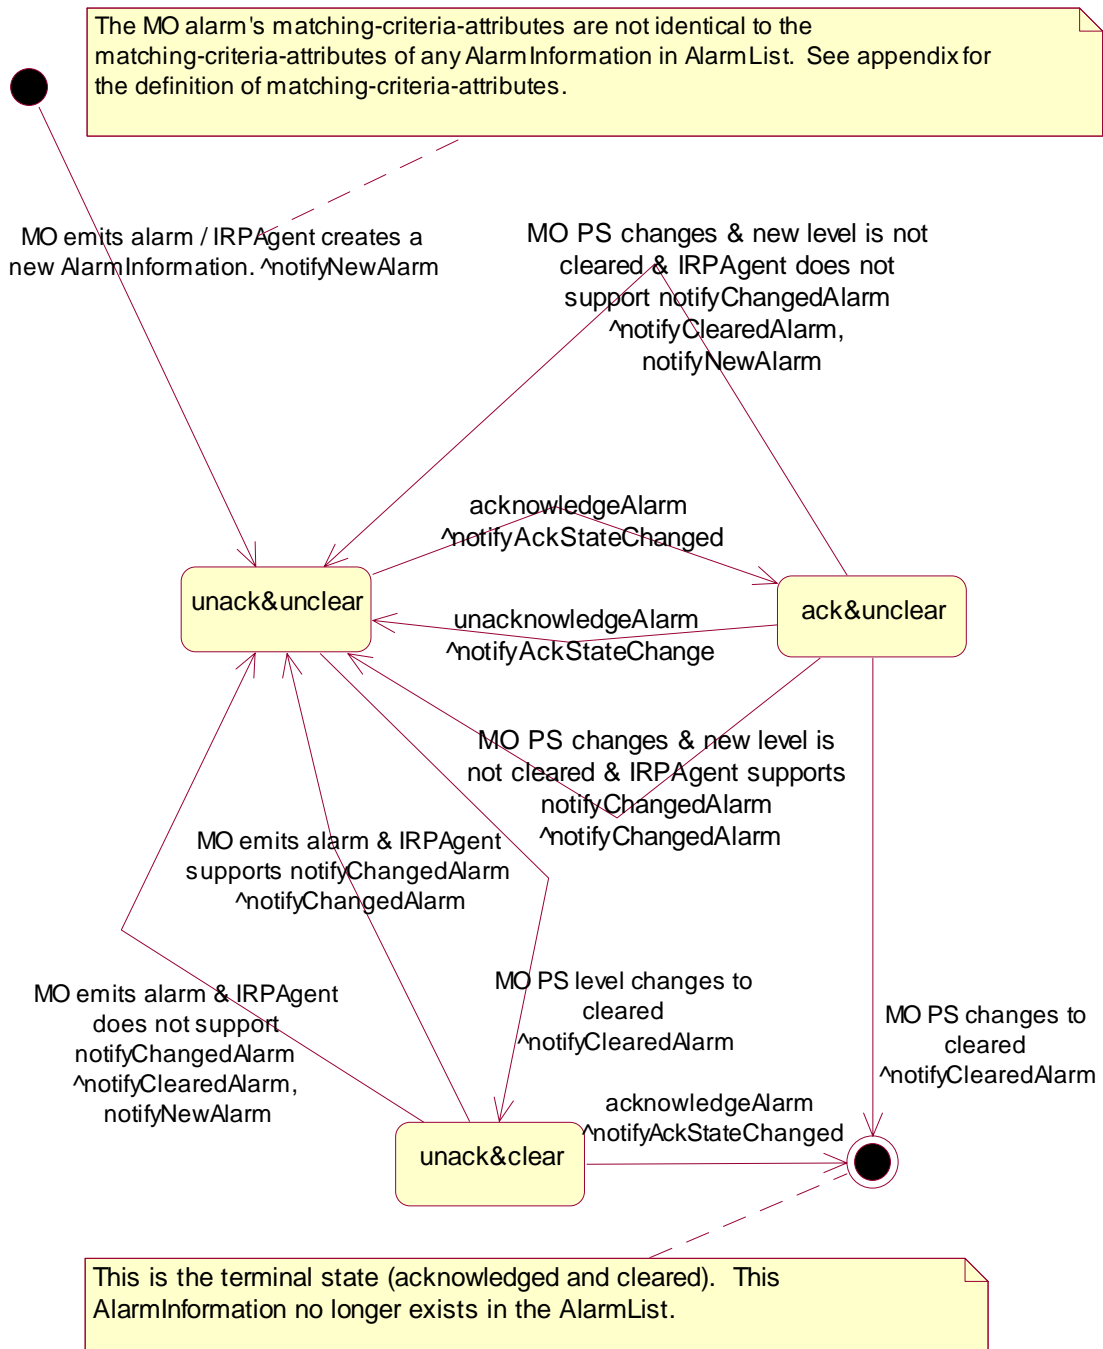 The MO alarm's matching-criteria-attributes are not identical to the
matching-criteria-attributes of any AlarmInformation in AlarmList. See appendix for
the definition of matching-criteria-attributes.
MO emits alarm / IRPAgent creates a
new AlarmInformation. ^notifyNewAlarm
MO PS changes & new level is not
cleared & IRPAgent does not
support notifyChangedAlarm
^notifyClearedAlarm,
notifyNewAlarm
acknowledgeAlarm
^notifyAckStateChanged
unack&unclear
ack&unclear
unacknowledgeAlarm
^notifyAckStateChange
MO PS changes & new level is
not cleared & IRPAgent supports
notifyChangedAlarm
^notifyChangedAlarm
MO emits alarm & IRPAgent
supports notifyChangedAlarm
^notifyChangedAlarm
MO emits alarm & IRPAgent
does not support
notifyChangedAlarm
^notifyClearedAlarm,
notifyNewAlarm
MO PS level changes to
cleared
^notifyClearedAlarm
MO PS changes to
cleared
^notifyClearedAlarm
acknowledgeAlarm
^notifyAckStateChanged
unack&clear
This is the terminal state (acknowledged and cleared). This
AlarmInformation no longer exists in the AlarmList.